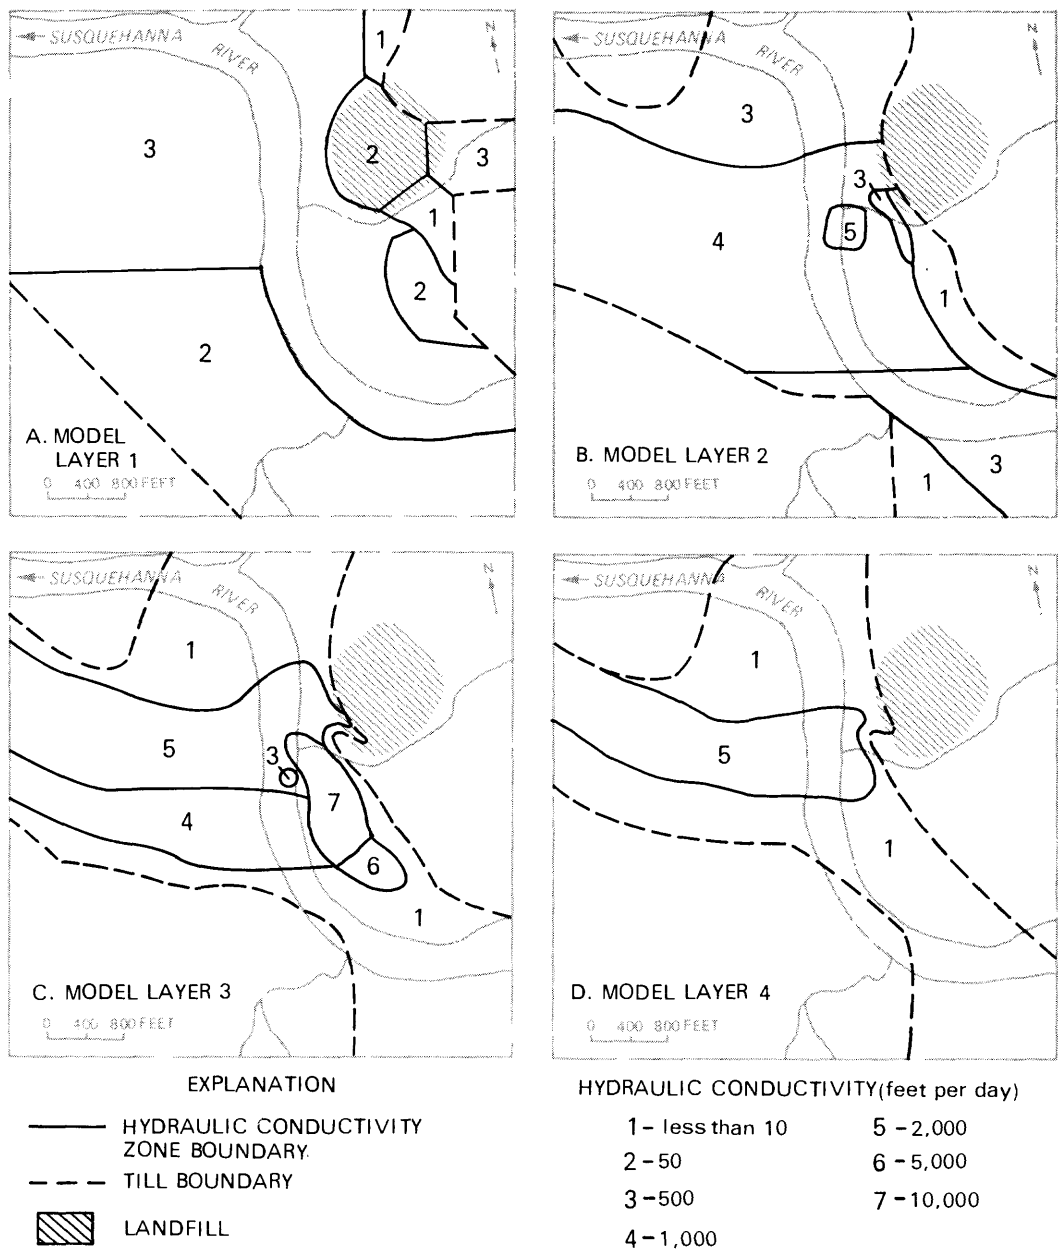 SUSQUEHANNA
RIVER
N
1
2
3
3
1
2
2
A. MODEL
LAYER 1
0 400 800 FEET
SUSQUEHANNA
RIVER
N
3
3
5
4
1
B. MODEL LAYER 2
1
3
0 400 800 FEET
SUSQUEHANNA
RIVER
N
1
5
3
7
4
6
1
C. MODEL LAYER 3
0 400 800 FEET
SUSQUEHANNA
RIVER
N
1
5
1
D. MODEL LAYER 4
0 400 800 FEET
EXPLANATION
HYDRAULIC CONDUCTIVITY
ZONE BOUNDARY
TILL BOUNDARY
LANDFILL
HYDRAULIC CONDUCTIVITY (feet per day)
1 - less than 10
2 - 50
3 - 500
4 - 1,000
5 - 2,000
6 - 5,000
7 - 10,000